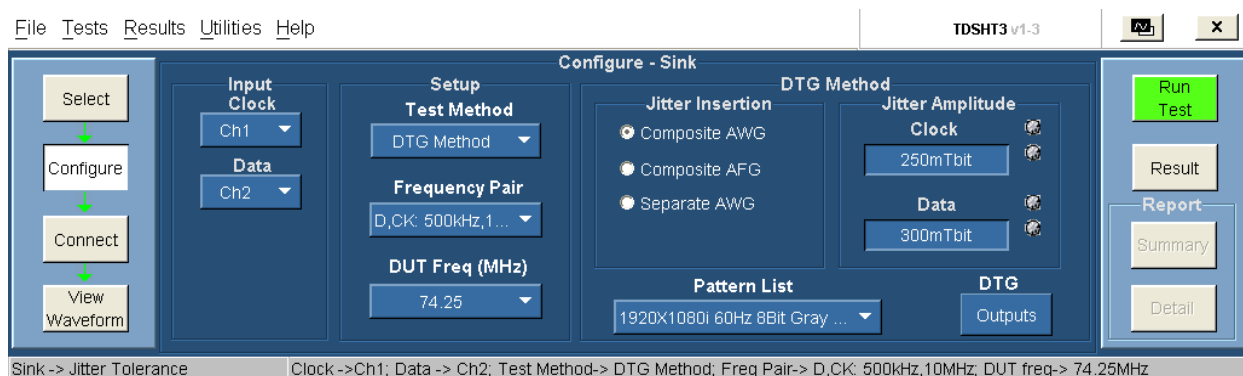 File Tests Results Utilities Help
TDSHT3 v1-3
x
Configure - Sink
Select
Configure
Connect
View
Waveform
Input
Clock
Ch1
Data
Ch2
Setup
Test Method
DTG Method
Frequency Pair
D,CK: 500kHz,1...
DUT Freq (MHz)
74.25
DTG Method
Jitter Insertion
Composite AWG
Composite AFG
Separate AWG
Jitter Amplitude
Clock
250mTbit
Data
300mTbit
Pattern List
1920X1080i 60Hz 8Bit Gray ...
DTG
Outputs
Run
Test
Result
Report
Summary
Detail
Sink -> Jitter Tolerance
Clock ->Ch1; Data -> Ch2; Test Method-> DTG Method; Freq Pair-> D,CK: 500kHz,10MHz; DUT freq-> 74.25MHz